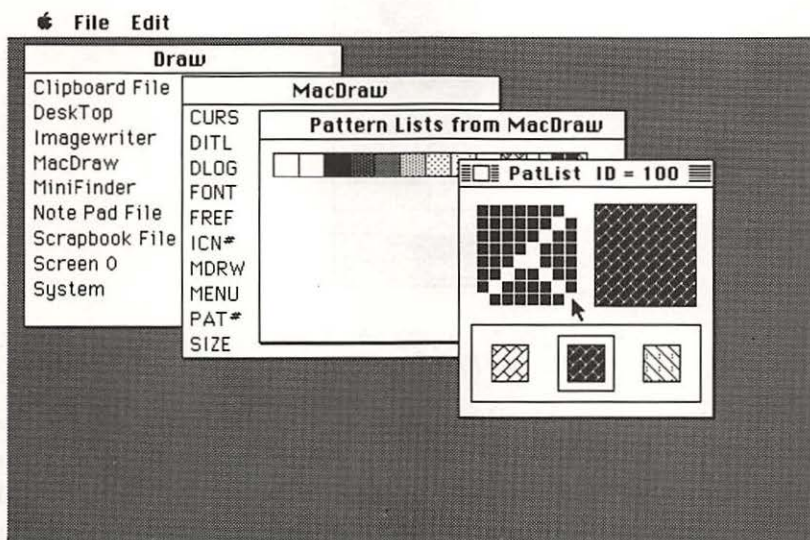 File Edit
Draw
Clipboard File
DeskTop
Imagewriter
MacDraw
MiniFinder
Note Pad File
Scrapbook File
Screen 0
System
MacDraw
CURS
DITL
DLOG
FONT
FREF
ICN#
MDRW
MENU
PAT#
SIZE
Pattern Lists from MacDraw
PatList ID = 100